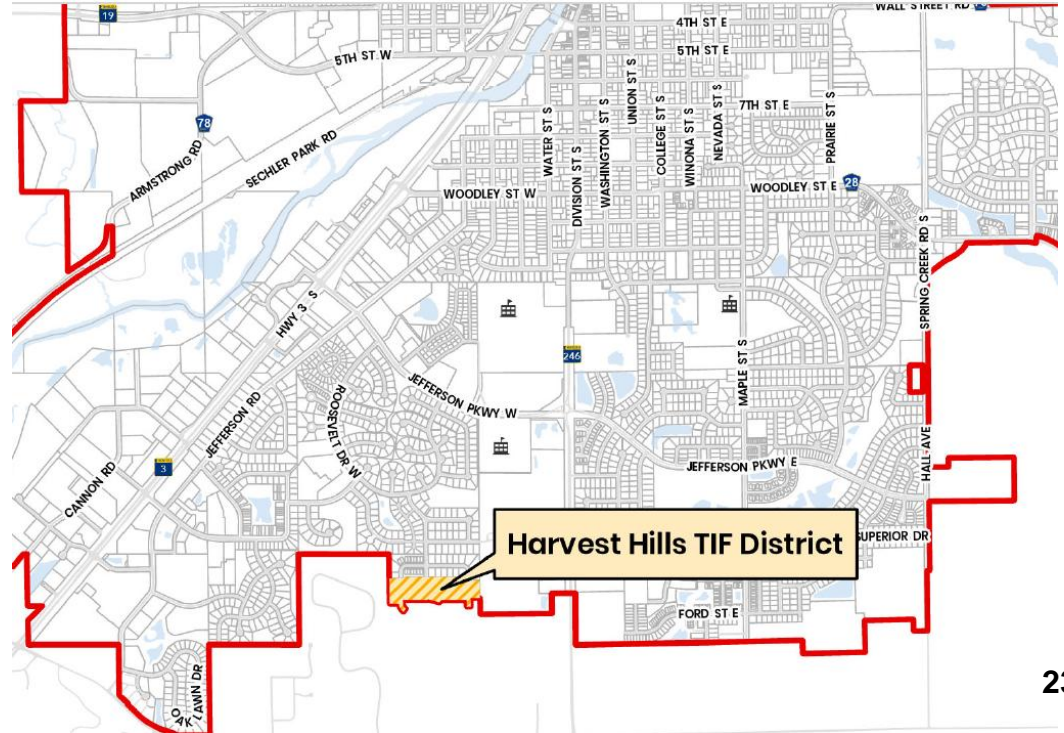 19
WALL STREET RD
4TH ST E
5TH ST W
5TH ST E
78
ARMSTRONG RD
SECHLER PARK RD
WATER ST S
DIVISION ST S
WASHINGTON ST S
UNION ST S
COLLEGE ST S
WINONA ST S
NEVADA ST S
7TH ST E
PRAIRIE ST S
WOODLEY ST W
WOODLEY ST E
28
SPRING CREEK RD S
HWY 3 S
246
MAPLE ST S
JEFFERSON RD
ROOSEVELT DR W
JEFFERSON PKWY W
JEFFERSON PKWY E
HALL AVE
CANNON RD
3
Harvest Hills TIF District
SUPERIOR DR
FORD ST E
OAK LAWN DR
23